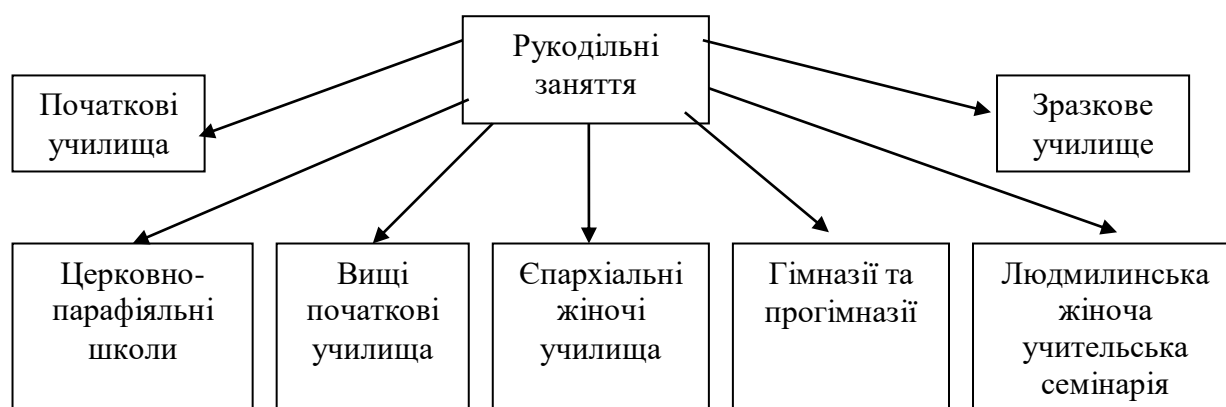 Рукодільні
заняття
Початкові
училища
Зразкове
училище
Церковно-
парафіяльні
школи
Вищі
початкові
училища
Єпархіальні
жіночі
училища
Гімназії та
прогімназії
Людмилинська
жіноча
учительська
семінарія